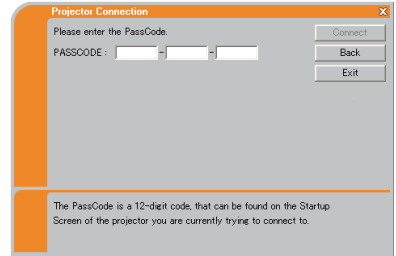 Projector Connection X
Please enter the PassCode.
Connect
PASSCODE : - -
Back
Exit
The PassCode is a 12-digit code, that can be found on the Startup
Screen of the projector you are currently trying to connect to.